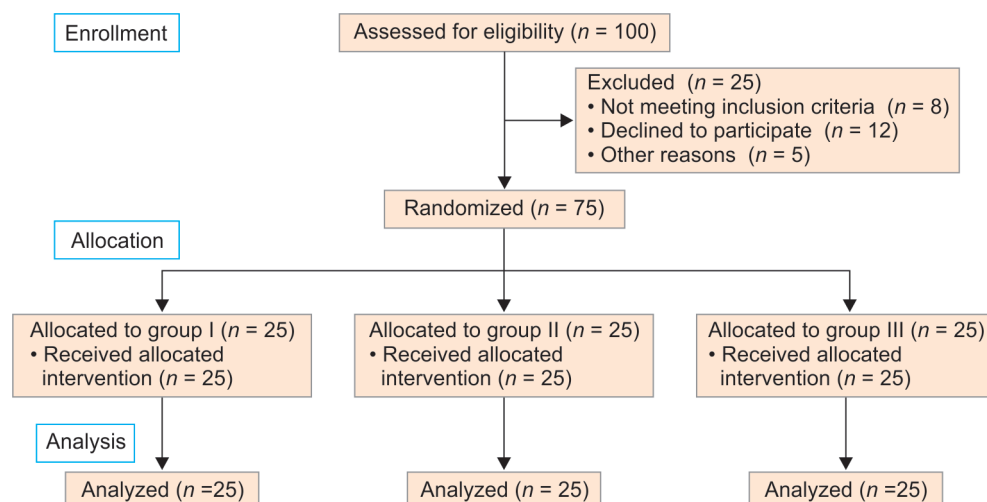 Enrollment
Assessed for eligibility (n = 100)
Excluded (n = 25)
• Not meeting inclusion criteria (n = 8)
• Declined to participate (n = 12)
• Other reasons (n = 5)
Randomized (n = 75)
Allocation
Allocated to group I (n = 25)
• Received allocated
intervention (n = 25)
Allocated to group II (n = 25)
• Received allocated
intervention (n = 25)
Allocated to group III (n = 25)
• Received allocated
intervention (n = 25)
Analysis
Analyzed (n =25)
Analyzed (n = 25)
Analyzed (n =25)